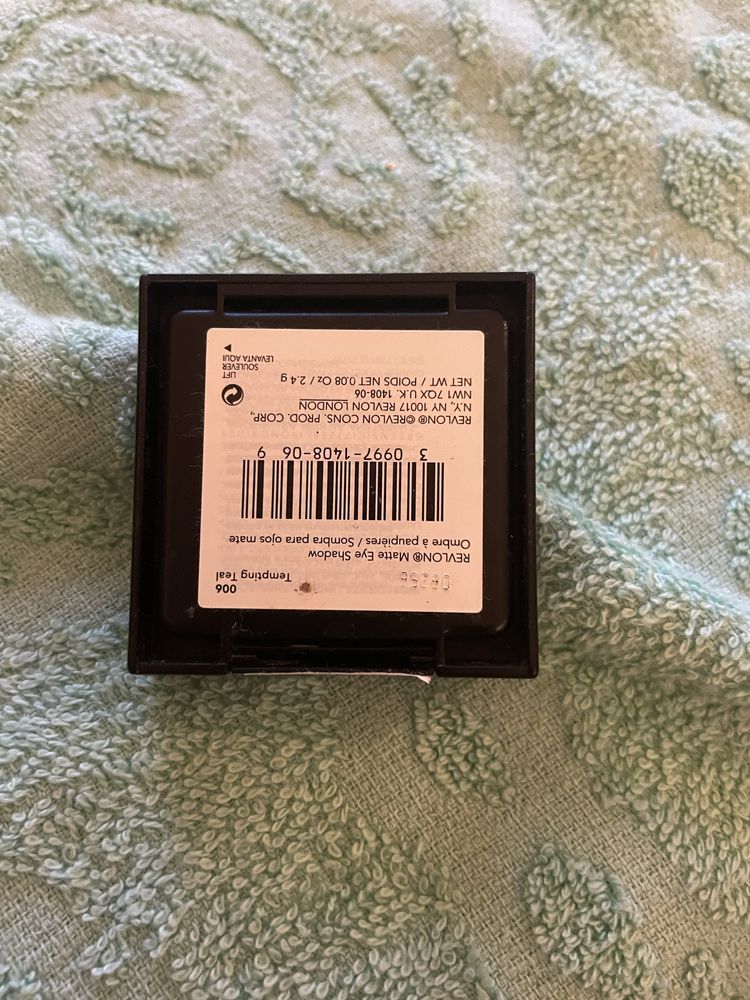 006
Tempting Teal
REVLON® Matte Eye Shadow
Ombre à paupières / Sombra para ojos mate
3 0997-1408-06 9
REVLON® ©REVLON CONS. PROD. CORP,
N.Y., NY 10017 REVLON LONDON
NW1 7QX U.K. 1408-06
NET WT / POIDS NET 0.08 Oz / 2.4 g
LIFT
SOULEVER
LEVANTA AQUI